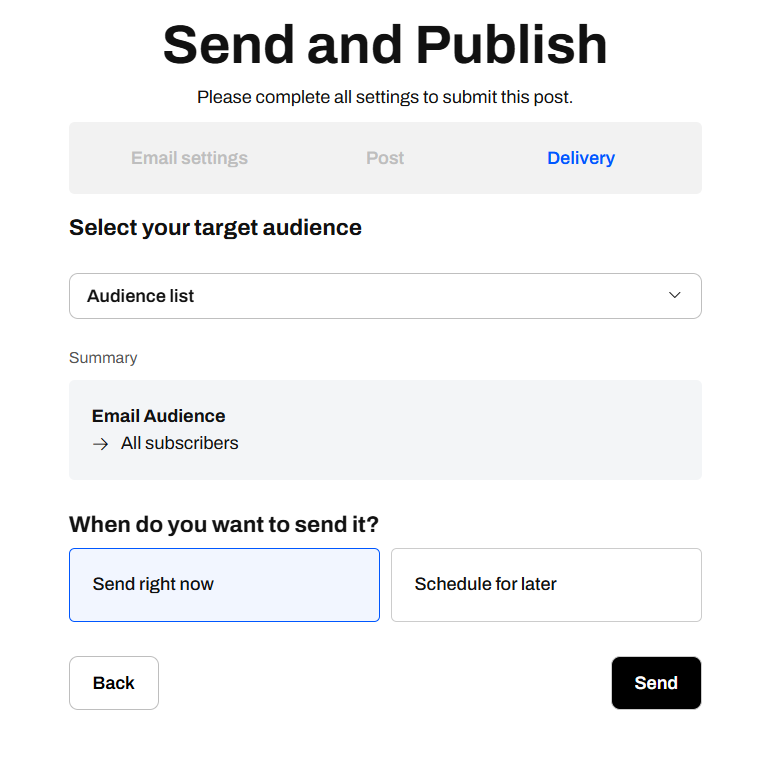 Send and Publish
Please complete all settings to submit this post.
Email settings Post Delivery
Select your target audience
Audience list
Summary
Email Audience
→ All subscribers
When do you want to send it?
Send right now Schedule for later
Back Send